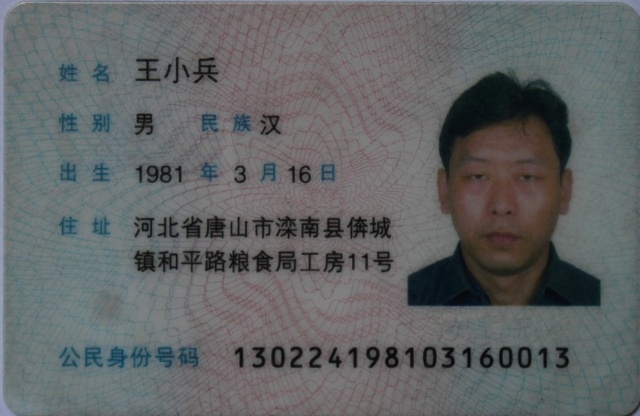 姓名 王小兵
性别 男 民族 汉
出生 1981 年 3 月 16 日
住址 河北省唐山市滦南县倴城
镇和平路粮食局工房11号
公民身份号码 130224198103160013